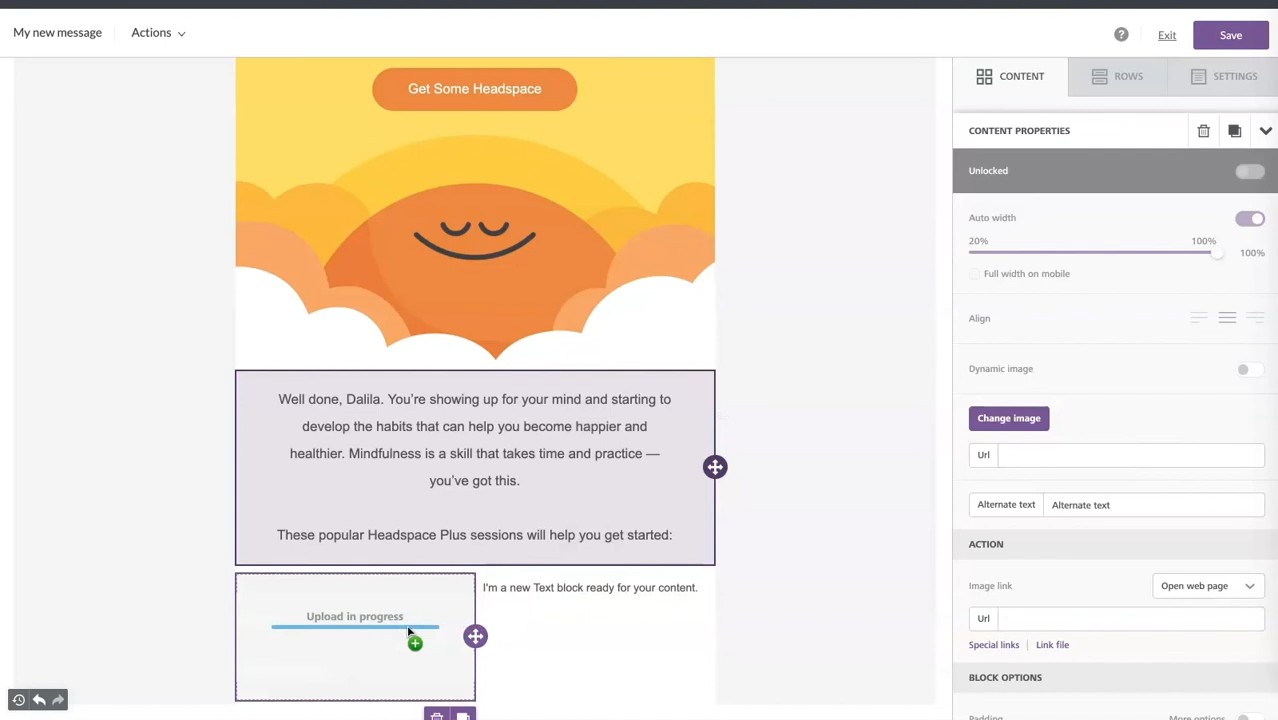 My new message
Actions
Exit
Save
Get Some Headspace
Well done, Dalila. You're showing up for your mind and starting to
develop the habits that can help you become happier and
healthier. Mindfulness is a skill that takes time and practice —
you've got this.
These popular Headspace Plus sessions will help you get started:
Upload in progress
I'm a new Text block ready for your content.
CONTENT
ROWS
SETTINGS
CONTENT PROPERTIES
Unlocked
Auto width
20% 100%
100%
Full width on mobile
Align
Dynamic image
Change image
Url
Alternate text Alternate text
ACTION
Image link Open web page
Url
Special links Link file
BLOCK OPTIONS
Padding More options